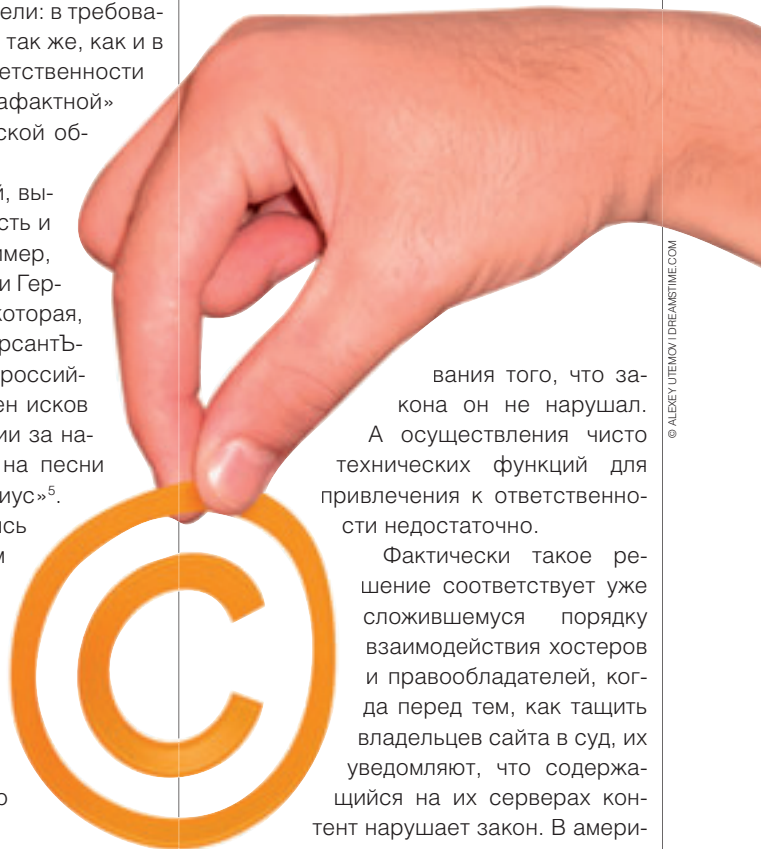 ели: в требова-
так же, как и в
етственности
афактной»
ской об-
й, вы-
сть и
имер,
и Гер-
которая,
рсантЪ-
россий-
ен исков
ии за на-
на песни
иус»⁵.
ись
м
о
вания того, что за-
кона он не нарушал.
А осуществления чисто
технических функций для
привлечения к ответственно-
сти недостаточно.
Фактически такое ре-
шение соответствует уже
сложившемуся порядку
взаимодействия хостеров
и правообладателей, ког-
да перед тем, как тащить
владельцев сайта в суд, их
уведомляют, что содержа-
щийся на их серверах кон-
тент нарушает закон. В амери-
© ALEXEY UTEMOV | DREAMSTIME.COM
C